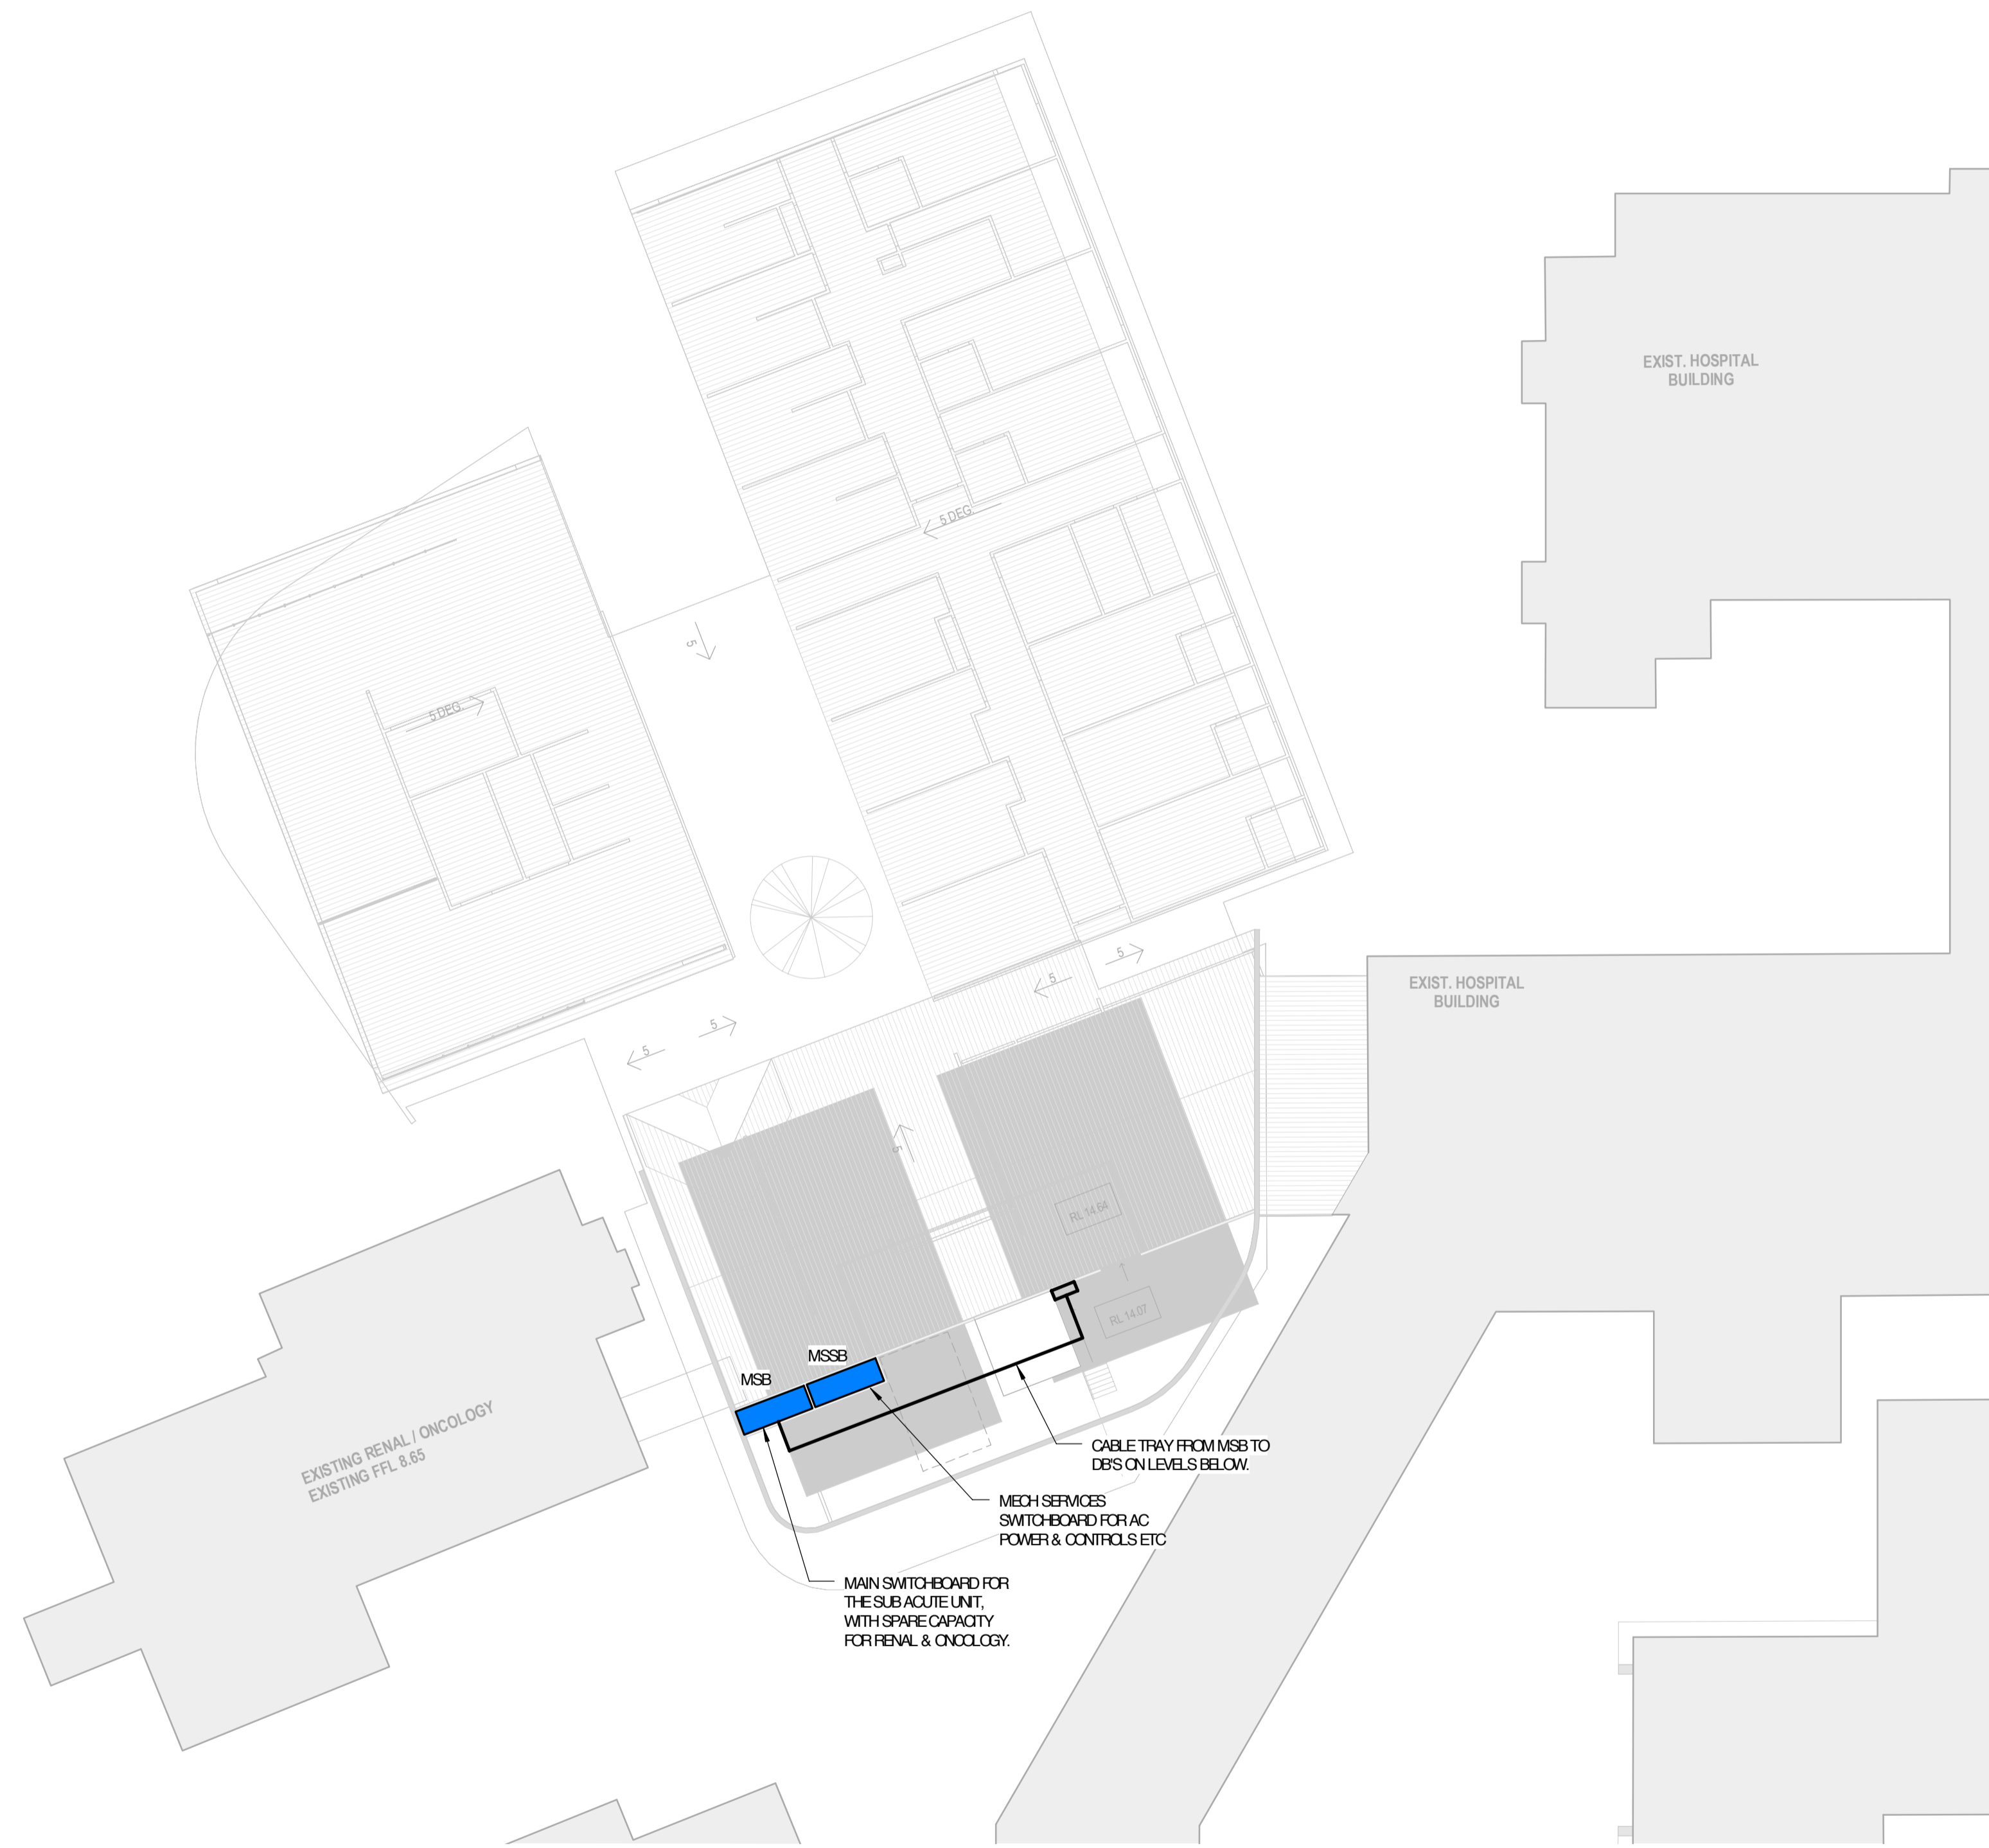 EXIST. HOSPITAL
BUILDING
5 DEG.
5
5 DEG.
5
5
EXIST. HOSPITAL
BUILDING
5
5
5
RL 14.64
RL 14.07
MSSB
MSB
EXISTING RENAL / ONCOLOGY
EXISTING FFL 8.65
CABLE TRAY FROM MSB TO
DB'S ON LEVELS BELOW.
MECH SERVICES
SWITCHBOARD FOR AC
POWER & CONTROLS ETC
MAIN SWITCHBOARD FOR
THE SUB ACUTE UNIT,
WITH SPARE CAPACITY
FOR RENAL & ONCOLOGY.